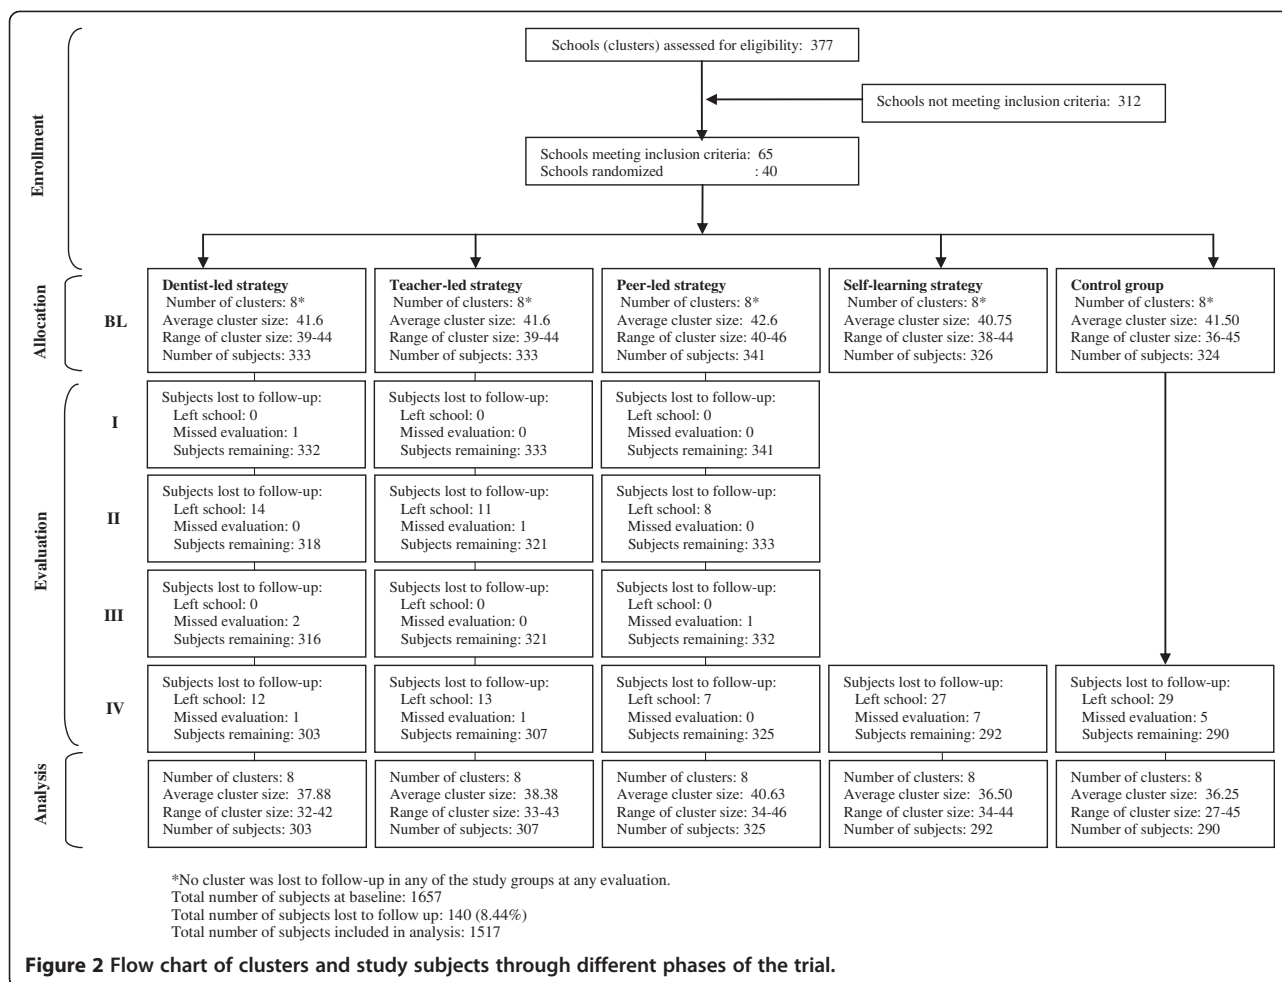 Schools (clusters) assessed for eligibility: 377
Schools not meeting inclusion criteria: 312
Schools meeting inclusion criteria: 65
Schools randomized : 40
Enrollment
Allocation
BL
Dentist-led strategy
Number of clusters: 8*
Average cluster size: 41.6
Range of cluster size: 39-44
Number of subjects: 333
Teacher-led strategy
Number of clusters: 8*
Average cluster size: 41.6
Range of cluster size: 39-44
Number of subjects: 333
Peer-led strategy
Number of clusters: 8*
Average cluster size: 42.6
Range of cluster size: 40-46
Number of subjects: 341
Self-learning strategy
Number of clusters: 8*
Average cluster size: 40.75
Range of cluster size: 38-44
Number of subjects: 326
Control group
Number of clusters: 8*
Average cluster size: 41.50
Range of cluster size: 36-45
Number of subjects: 324
Evaluation
I
Subjects lost to follow-up:
Left school: 0
Missed evaluation: 1
Subjects remaining: 332
Subjects lost to follow-up:
Left school: 0
Missed evaluation: 0
Subjects remaining: 333
Subjects lost to follow-up:
Left school: 0
Missed evaluation: 0
Subjects remaining: 341
II
Subjects lost to follow-up:
Left school: 14
Missed evaluation: 0
Subjects remaining: 318
Subjects lost to follow-up:
Left school: 11
Missed evaluation: 1
Subjects remaining: 321
Subjects lost to follow-up:
Left school: 8
Missed evaluation: 0
Subjects remaining: 333
III
Subjects lost to follow-up:
Left school: 0
Missed evaluation: 2
Subjects remaining: 316
Subjects lost to follow-up:
Left school: 0
Missed evaluation: 0
Subjects remaining: 321
Subjects lost to follow-up:
Left school: 0
Missed evaluation: 1
Subjects remaining: 332
IV
Subjects lost to follow-up:
Left school: 12
Missed evaluation: 1
Subjects remaining: 303
Subjects lost to follow-up:
Left school: 13
Missed evaluation: 1
Subjects remaining: 307
Subjects lost to follow-up:
Left school: 7
Missed evaluation: 0
Subjects remaining: 325
Subjects lost to follow-up:
Left school: 27
Missed evaluation: 7
Subjects remaining: 292
Subjects lost to follow-up:
Left school: 29
Missed evaluation: 5
Subjects remaining: 290
Analysis
Number of clusters: 8
Average cluster size: 37.88
Range of cluster size: 32-42
Number of subjects: 303
Number of clusters: 8
Average cluster size: 38.38
Range of cluster size: 33-43
Number of subjects: 307
Number of clusters: 8
Average cluster size: 40.63
Range of cluster size: 34-46
Number of subjects: 325
Number of clusters: 8
Average cluster size: 36.50
Range of cluster size: 34-44
Number of subjects: 292
Number of clusters: 8
Average cluster size: 36.25
Range of cluster size: 27-45
Number of subjects: 290
*No cluster was lost to follow-up in any of the study groups at any evaluation.
Total number of subjects at baseline: 1657
Total number of subjects lost to follow up: 140 (8.44%)
Total number of subjects included in analysis: 1517
Figure 2 Flow chart of clusters and study subjects through different phases of the trial.